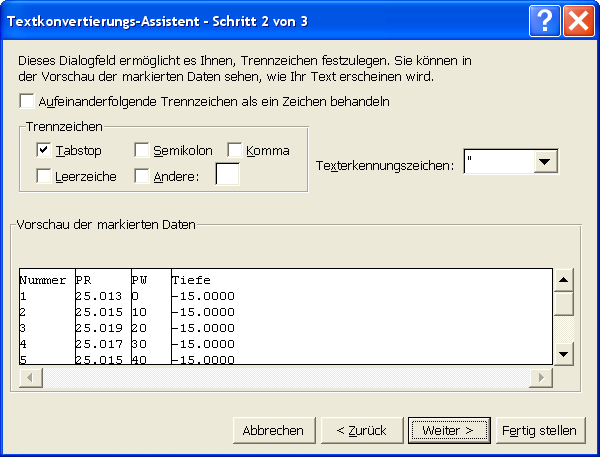 Textkonvertierungs-Assistent - Schritt 2 von 3
Dieses Dialogfeld ermöglicht es Ihnen, Trennzeichen festzulegen. Sie können in
der Vorschau der markierten Daten sehen, wie Ihr Text erscheinen wird.
Aufeinanderfolgende Trennzeichen als ein Zeichen behandeln
Trennzeichen
Tabstop Semikolon Komma
Leerzeiche Andere:
Texterkennungszeichen: "
Vorschau der markierten Daten
Nummer PR PW Tiefe
1 25.013 0 -15.0000
2 25.015 10 -15.0000
3 25.019 20 -15.0000
4 25.017 30 -15.0000
5 25.015 40 -15.0000
Abbrechen < Zurück Weiter > Fertig stellen